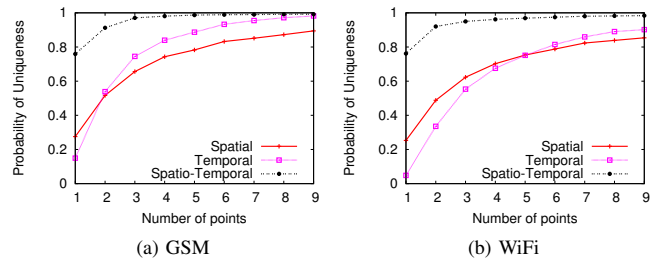 1
0.8
0.6
0.4
0.2
0
Probability of Uniqueness
Spatial
Temporal
Spatio-Temporal
1 2 3 4 5 6 7 8 9
Number of points
(a) GSM
1
0.8
0.6
0.4
0.2
0
Probability of Uniqueness
Spatial
Temporal
Spatio-Temporal
1 2 3 4 5 6 7 8 9
Number of points
(b) WiFi